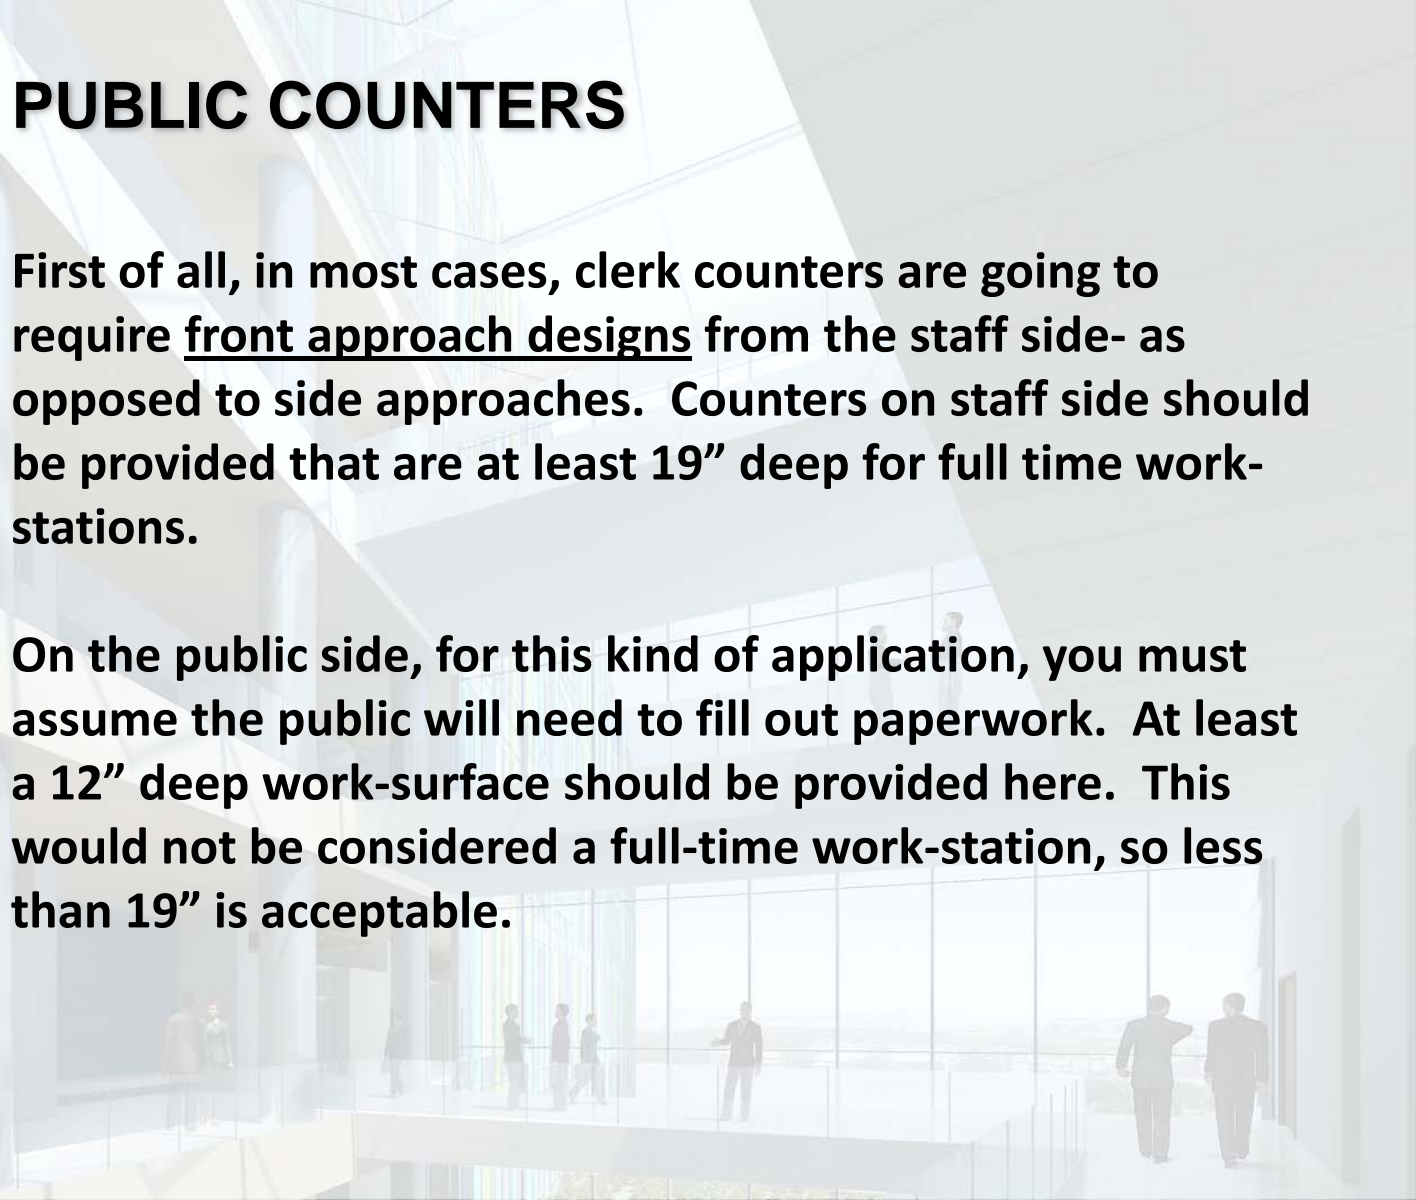 PUBLIC COUNTERS
First of all, in most cases, clerk counters are going to
require front approach designs from the staff side- as
opposed to side approaches.  Counters on staff side should
be provided that are at least 19” deep for full time work-
stations.
On the public side, for this kind of application, you must
assume the public will need to fill out paperwork.  At least
a 12” deep work-surface should be provided here.  This
would not be considered a full-time work-station, so less
than 19” is acceptable.